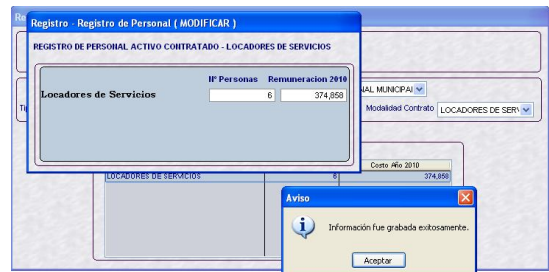 Re
Registro - Registro de Personal ( MODIFICAR )
REGISTRO DE PERSONAL ACTIVO CONTRATADO - LOCADORES DE SERVICIOS
Nº Personas Remuneracion 2010
Locadores de Servicios 6 374,858
NAL MUNICIPAl
Modalidad Contrato LOCADORES DE SER
Costo Año 2010
LOCADORES DE SERVICIOS 6 374,858
Aviso
Información fue grabada exitosamente.
Aceptar